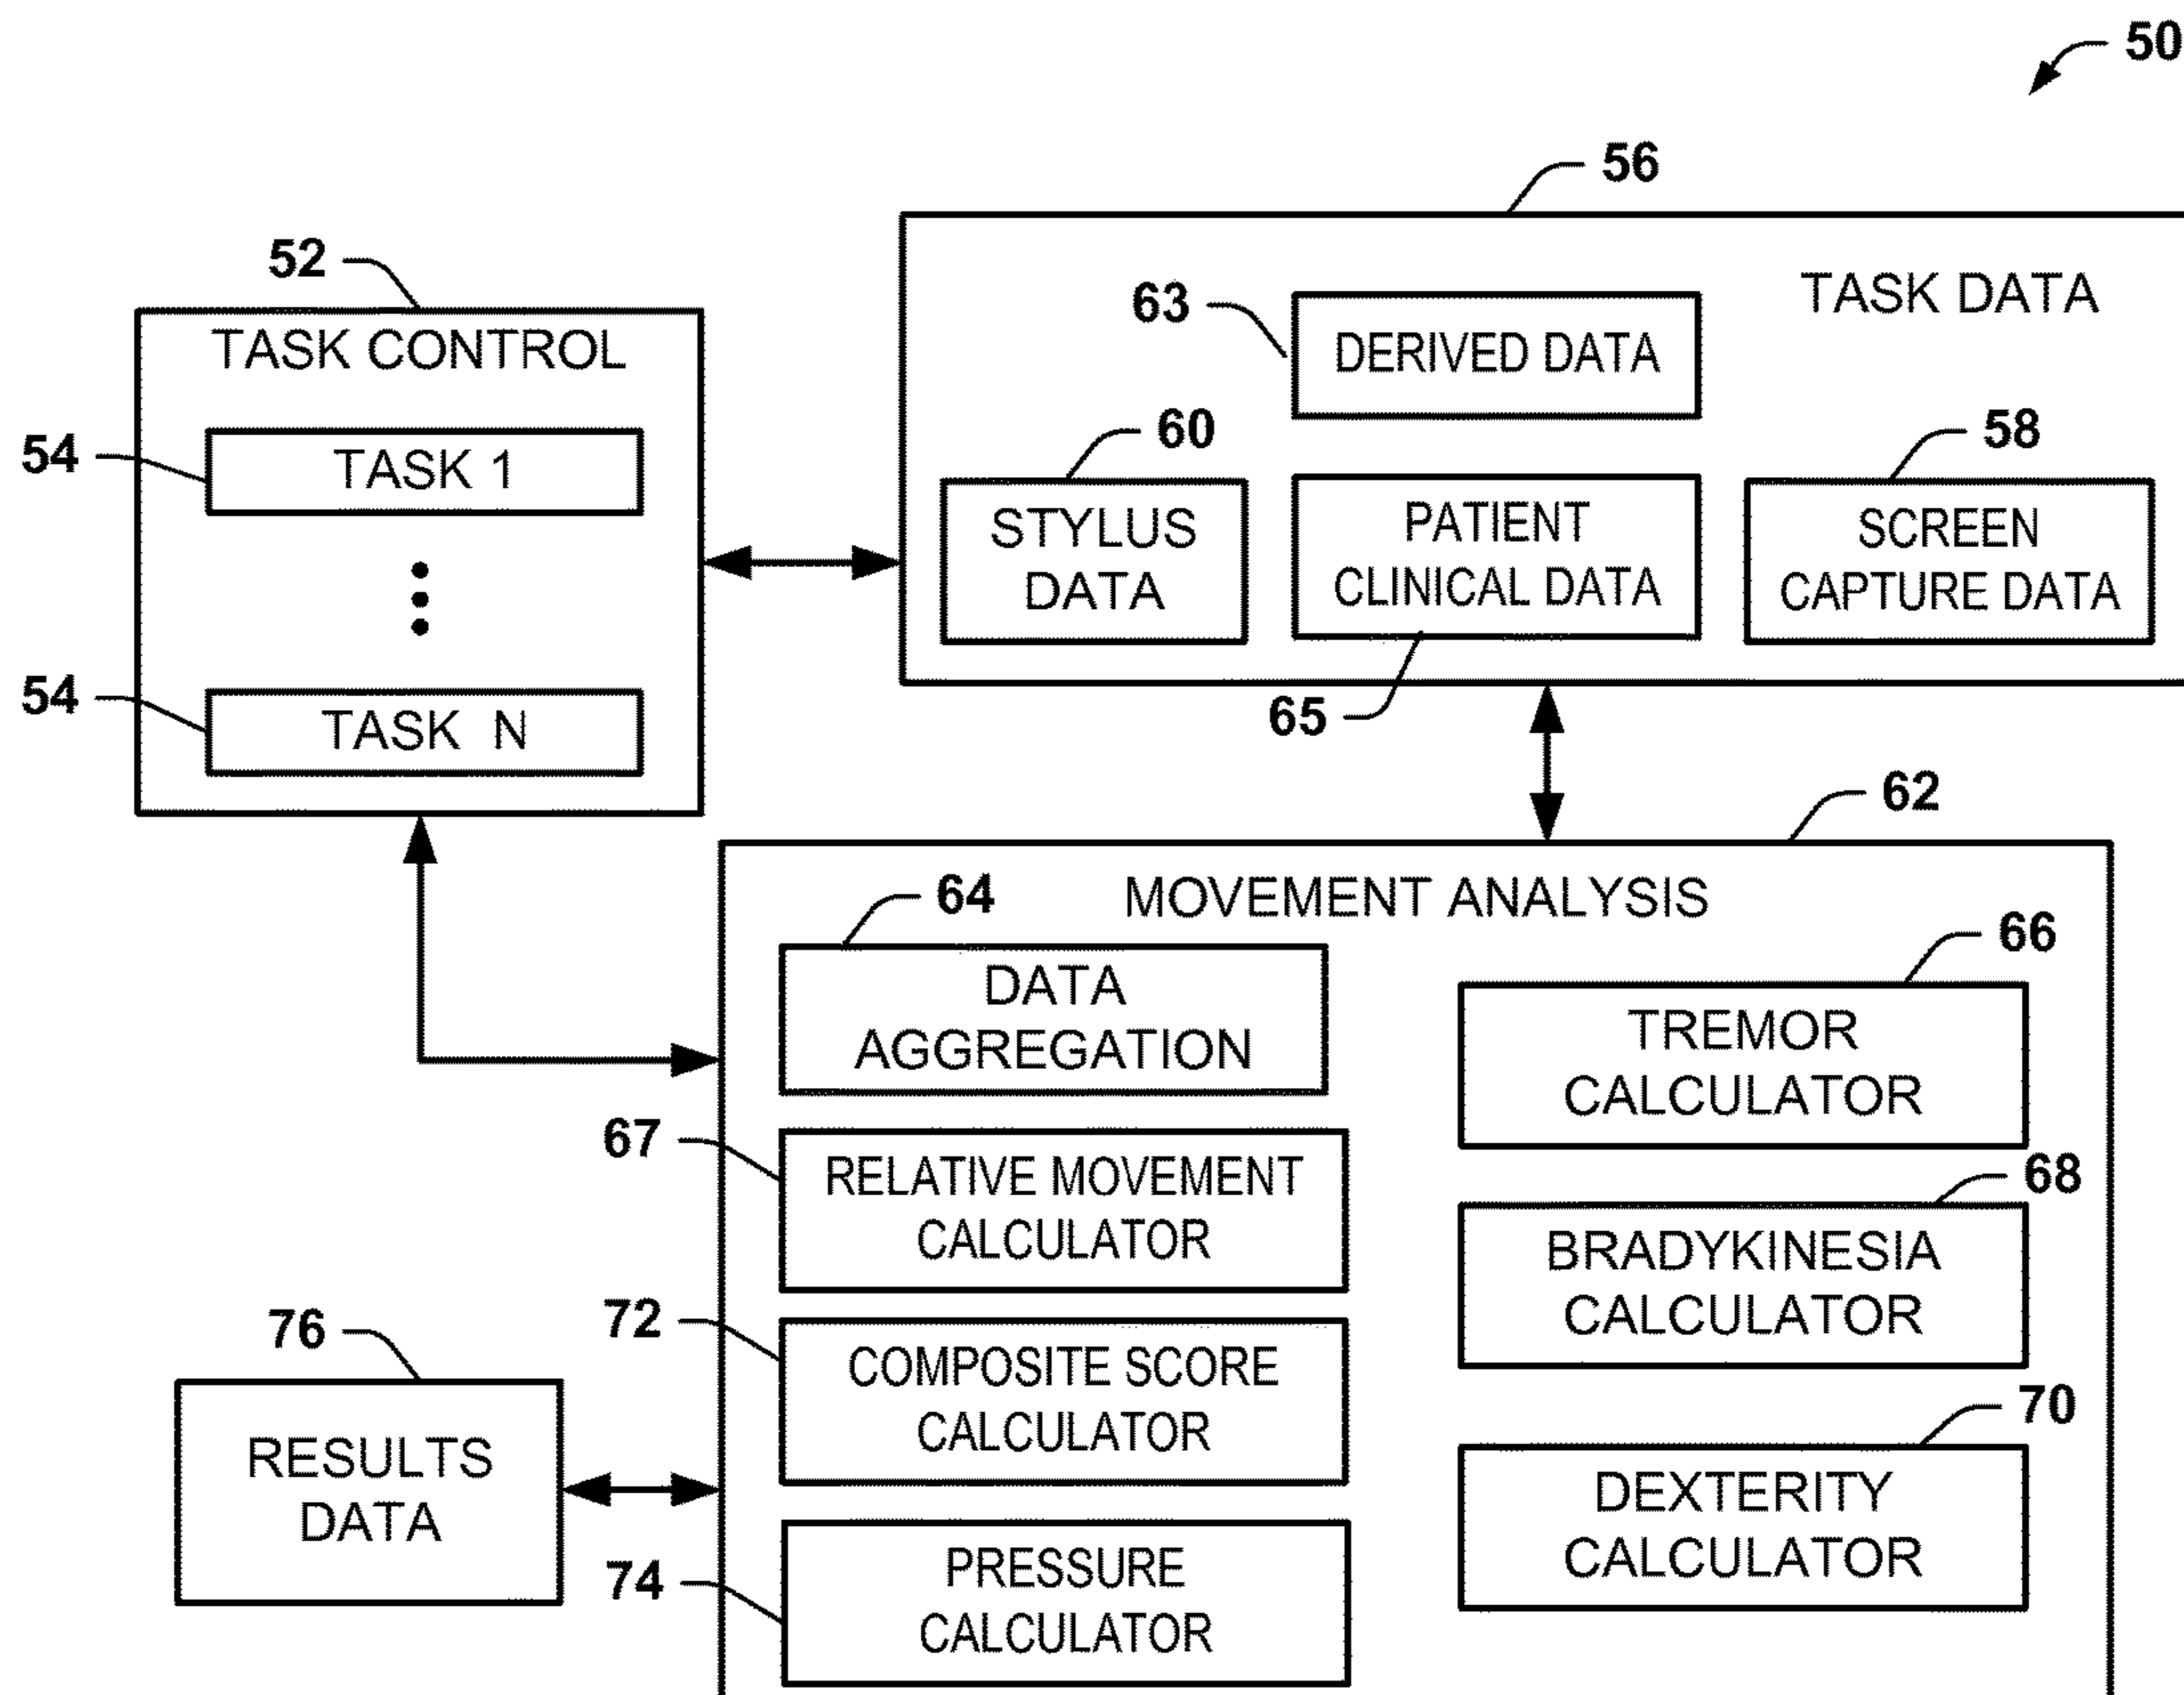 50
56
52
TASK CONTROL
54
TASK 1
54
TASK N
TASK DATA
63
DERIVED DATA
60
STYLUS
DATA
PATIENT
CLINICAL DATA
65
58
SCREEN
CAPTURE DATA
62
MOVEMENT ANALYSIS
64
DATA
AGGREGATION
67
RELATIVE MOVEMENT
CALCULATOR
72
COMPOSITE SCORE
CALCULATOR
74
PRESSURE
CALCULATOR
66
TREMOR
CALCULATOR
68
BRADYKINESIA
CALCULATOR
70
DEXTERITY
CALCULATOR
76
RESULTS
DATA